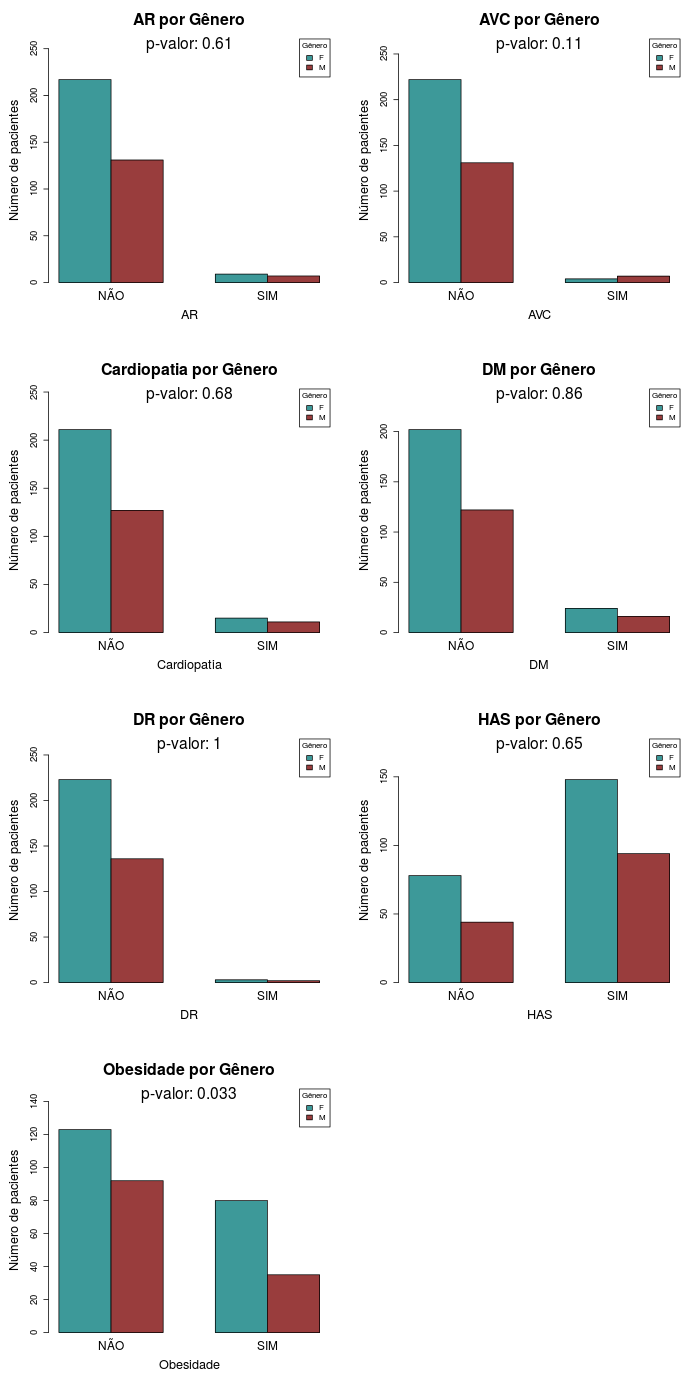 AR por Gênero
p-valor: 0.61
Gênero
F
M
Número de pacientes
250
200
150
100
50
0
NÃO
SIM
AR
AVC por Gênero
p-valor: 0.11
Gênero
F
M
Número de pacientes
250
200
150
100
50
0
NÃO
SIM
AVC
Cardiopatia por Gênero
p-valor: 0.68
Gênero
F
M
Número de pacientes
250
200
150
100
50
0
NÃO
SIM
Cardiopatia
DM por Gênero
p-valor: 0.86
Gênero
F
M
Número de pacientes
200
150
100
50
0
NÃO
SIM
DM
DR por Gênero
p-valor: 1
Gênero
F
M
Número de pacientes
250
200
150
100
50
0
NÃO
SIM
DR
HAS por Gênero
p-valor: 0.65
Gênero
F
M
Número de pacientes
150
100
50
0
NÃO
SIM
HAS
Obesidade por Gênero
p-valor: 0.033
Gênero
F
M
Número de pacientes
140
120
100
80
60
40
20
0
NÃO
SIM
Obesidade